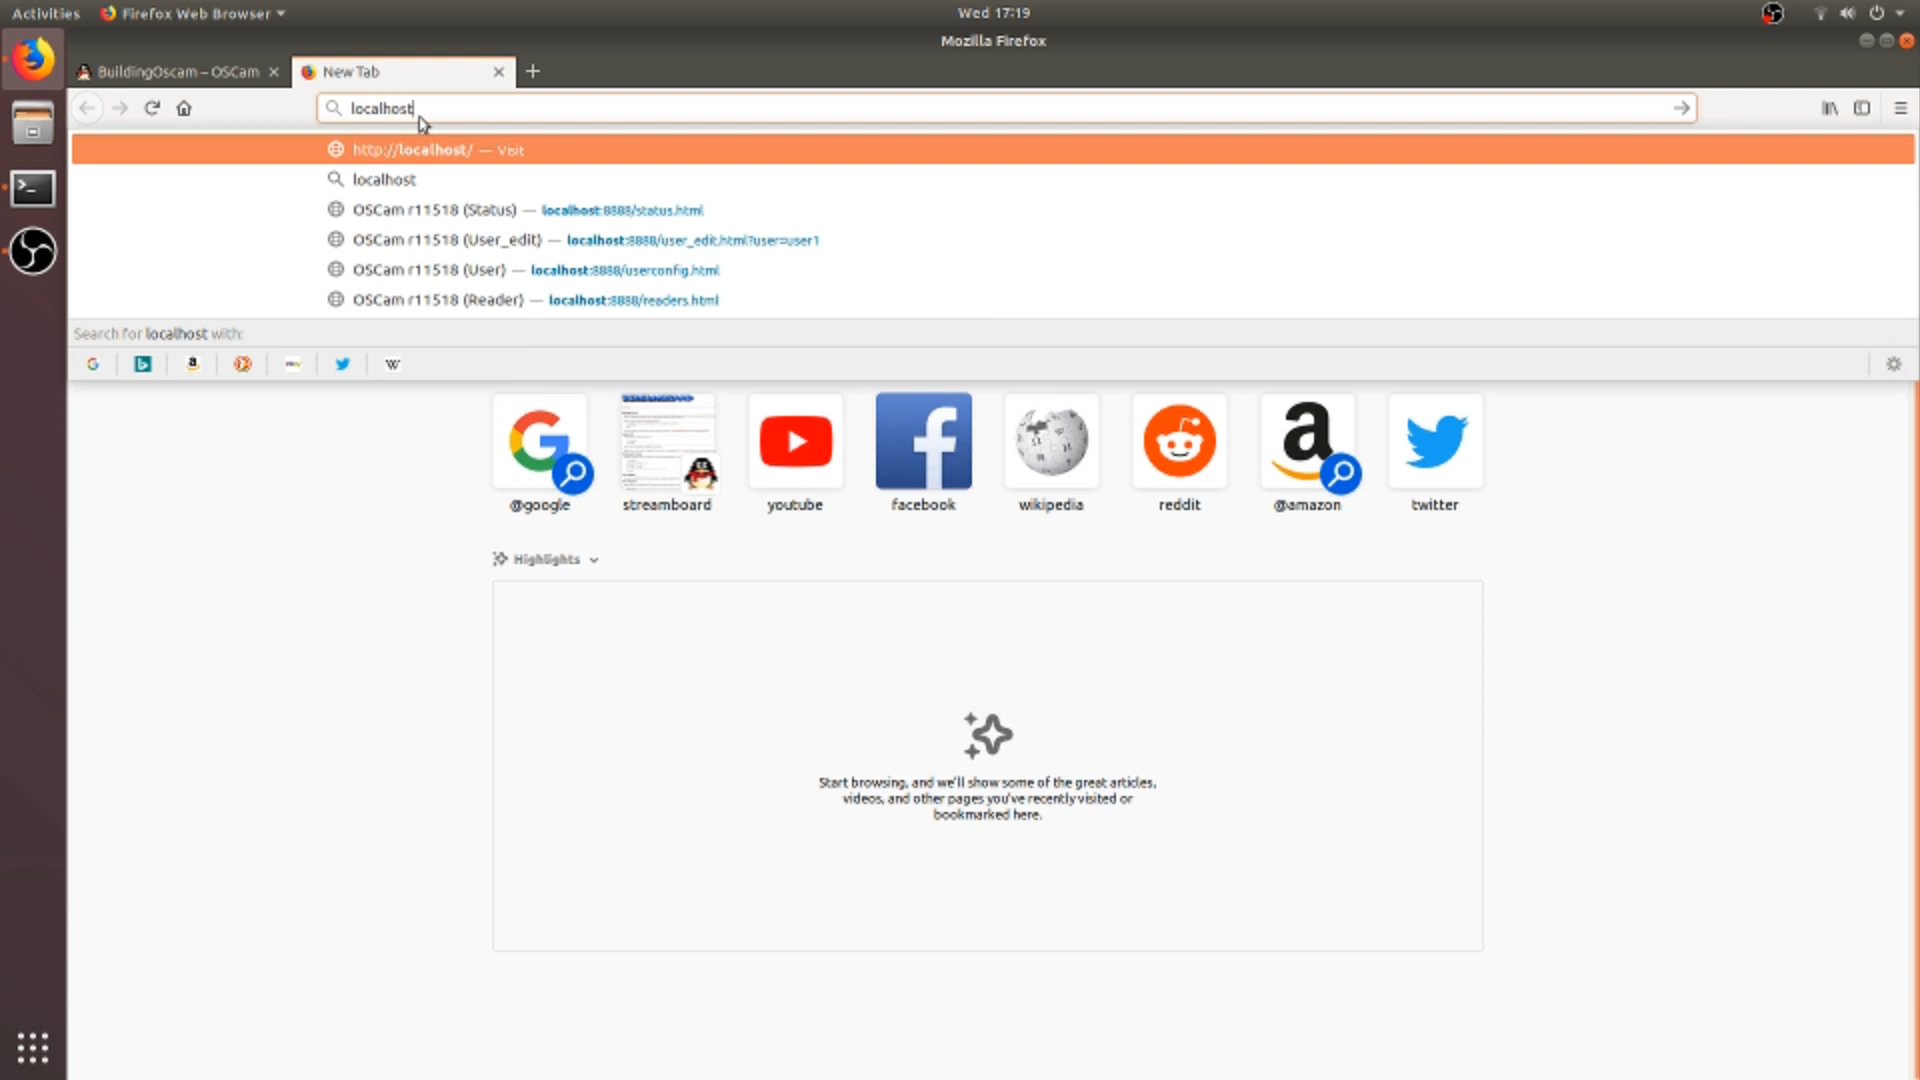 Activities Firefox Web Browser Wed 17:19
Mozilla Firefox
BuildingOscam – OSCam New Tab
localhost
http://localhost/ — Visit
localhost
OSCam r11518 (Status) — localhost:8888/status.html
OSCam r11518 (User_edit) — localhost:8888/user_edit.html?user=user1
OSCam r11518 (User) — localhost:8888/userconfig.html
OSCam r11518 (Reader) — localhost:8888/readers.html
Search for localhost with:
@google streamboard youtube facebook wikipedia reddit @amazon twitter
Highlights
Start browsing, and we'll show some of the great articles,
videos, and other pages you've recently visited or
bookmarked here.